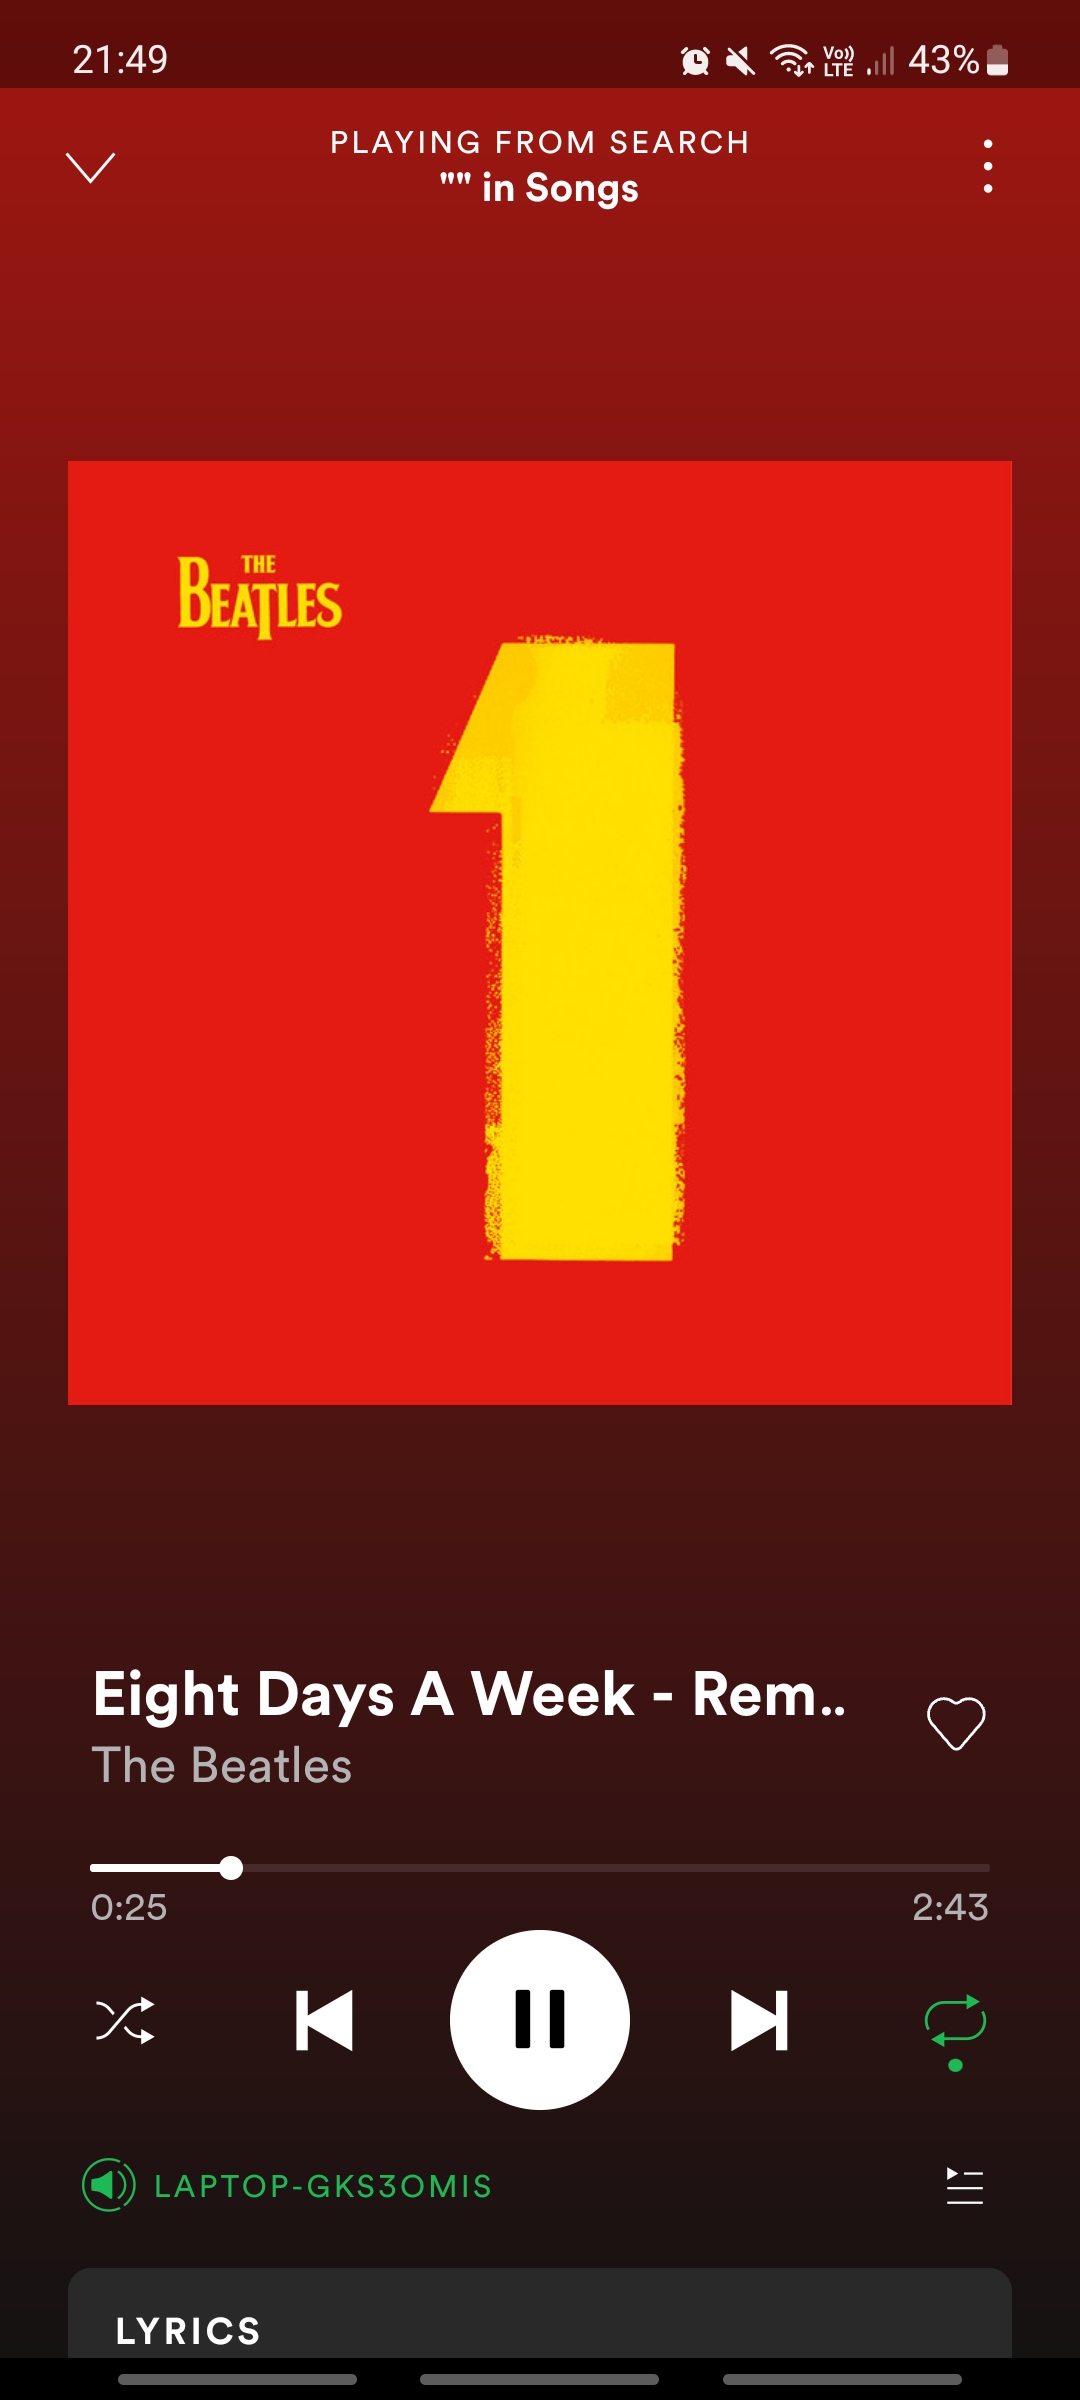 21:49
Vo)) LTE 43%
PLAYING FROM SEARCH
"" in Songs
THE
BEATLES
1
Eight Days A Week - Rem..
The Beatles
0:25 2:43
LAPTOP-GKS3OMIS
LYRICS